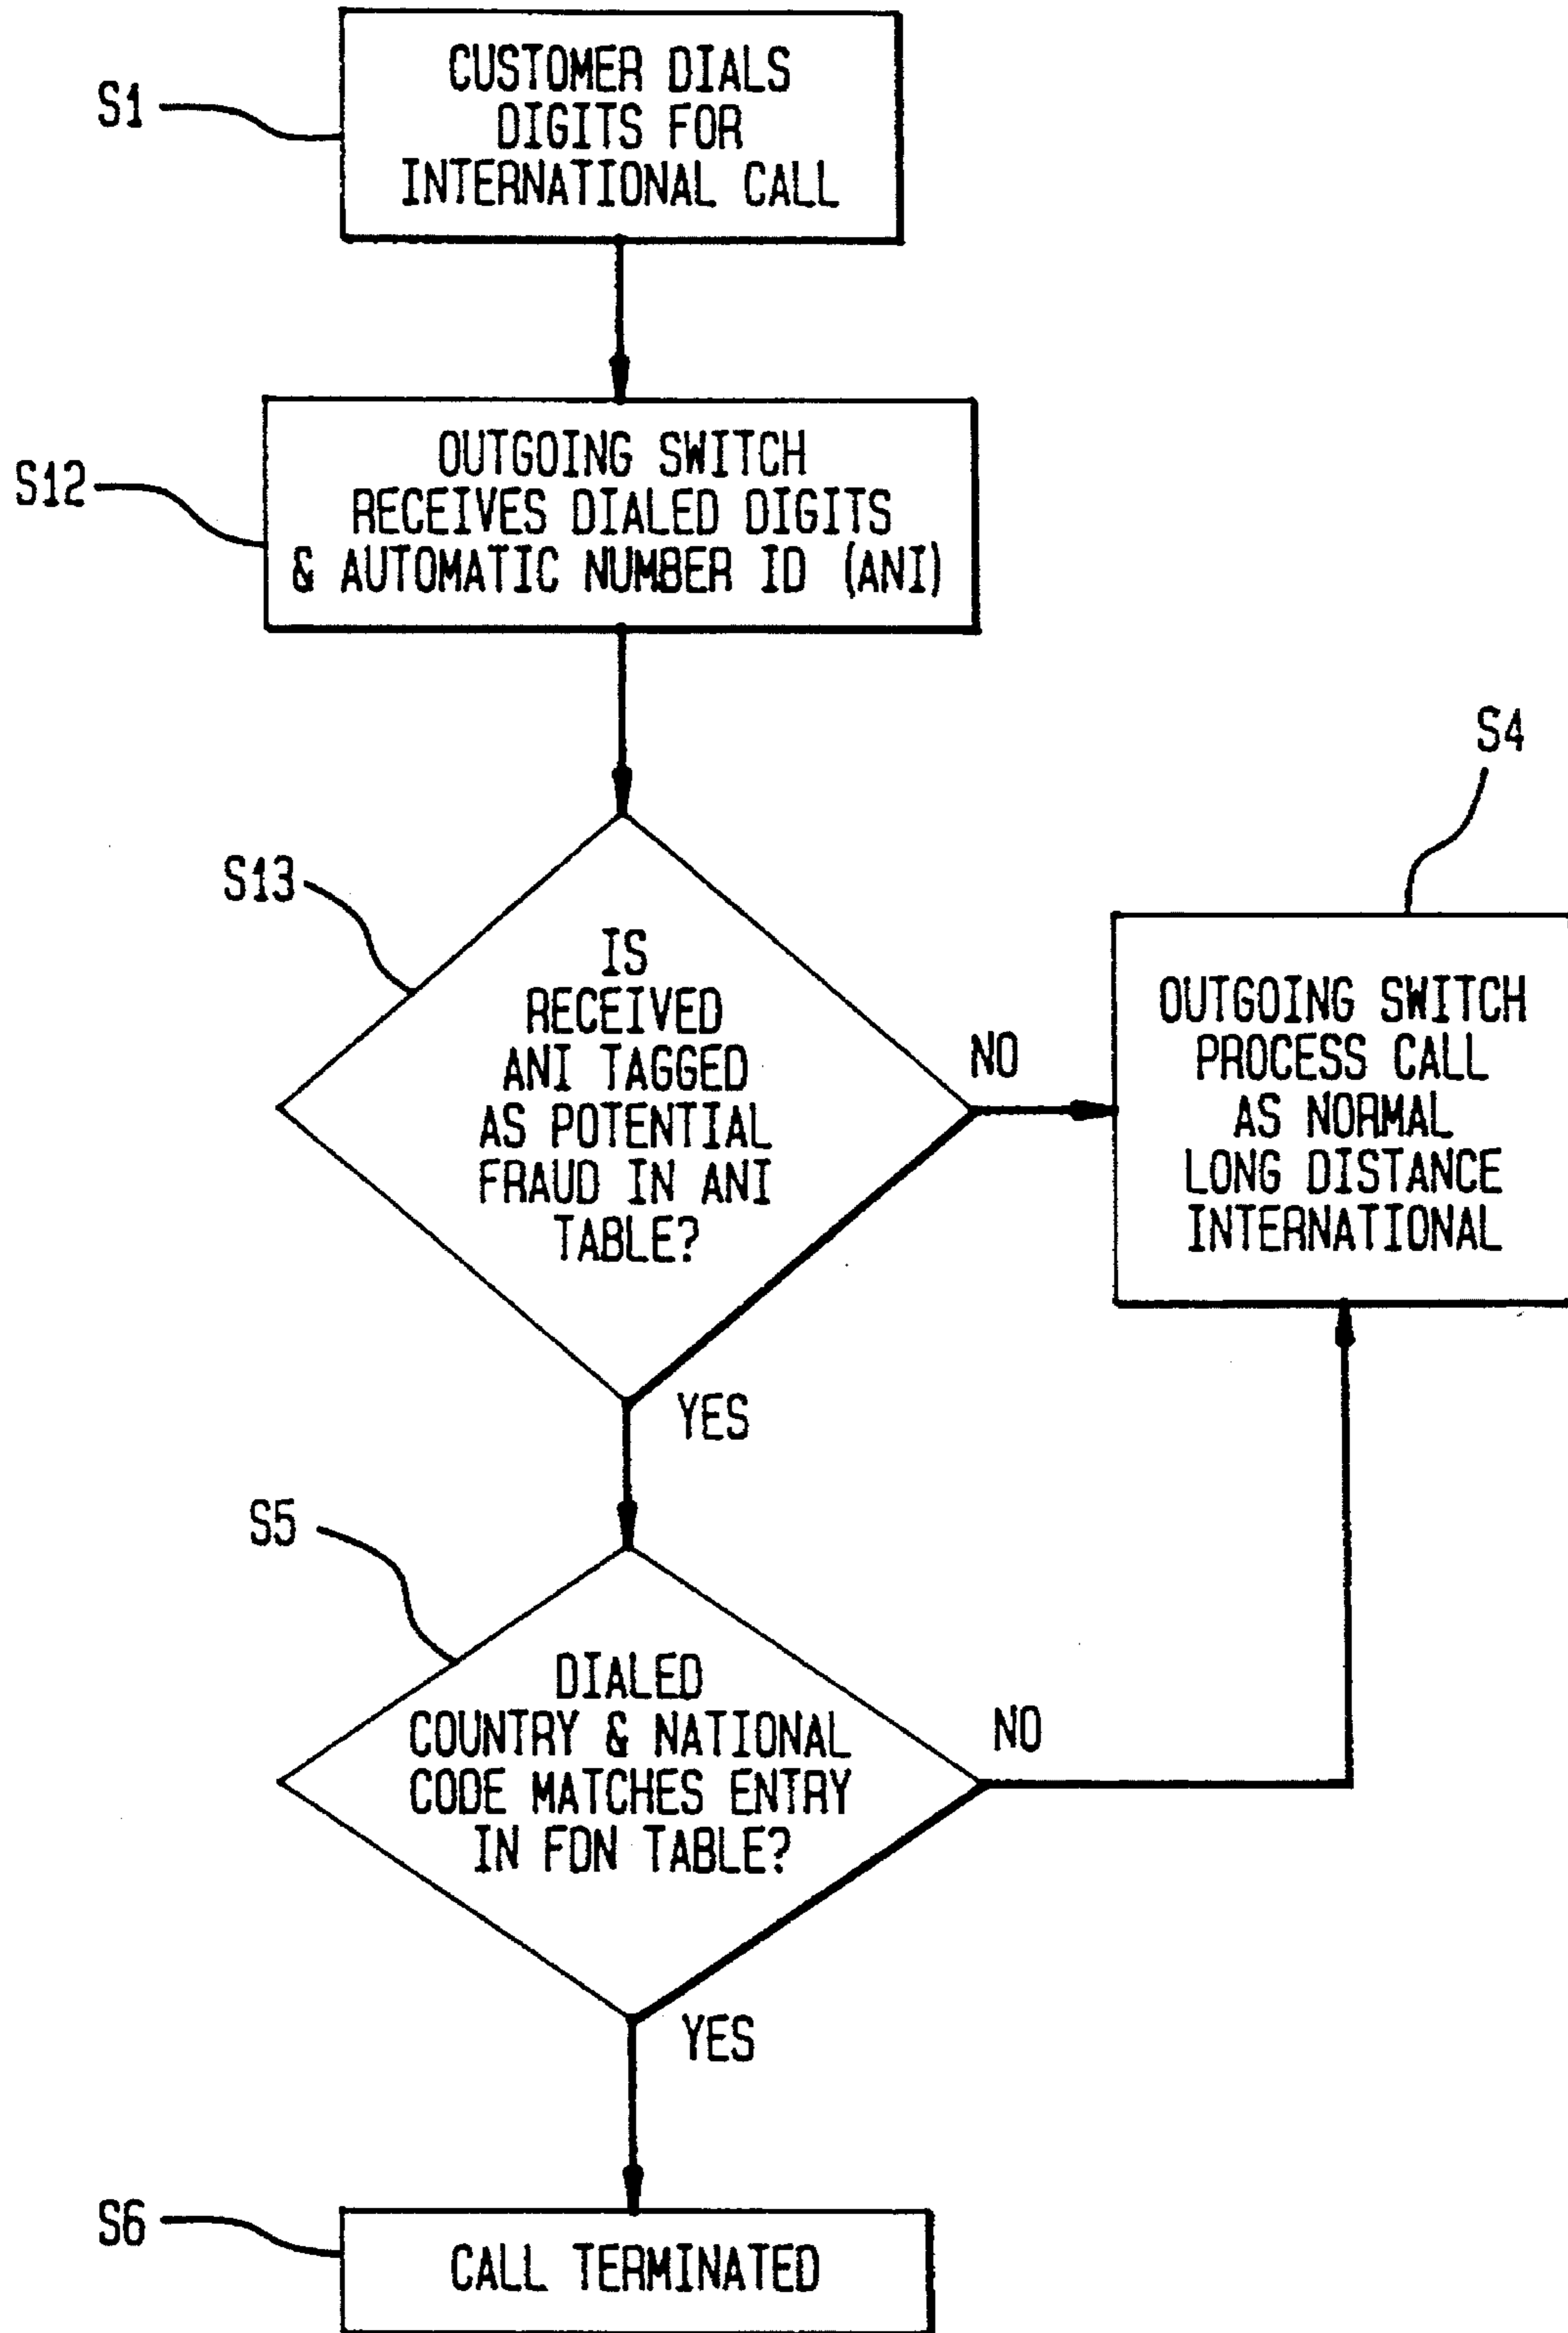 S1
CUSTOMER DIALS
DIGITS FOR
INTERNATIONAL CALL
S12
OUTGOING SWITCH
RECEIVES DIALED DIGITS
& AUTOMATIC NUMBER ID (ANI)
S13
IS
RECEIVED
ANI TAGGED
AS POTENTIAL
FRAUD IN ANI
TABLE?
NO
YES
S4
OUTGOING SWITCH
PROCESS CALL
AS NORMAL
LONG DISTANCE
INTERNATIONAL
S5
DIALED
COUNTRY & NATIONAL
CODE MATCHES ENTRY
IN FDN TABLE?
NO
YES
S6
CALL TERMINATED